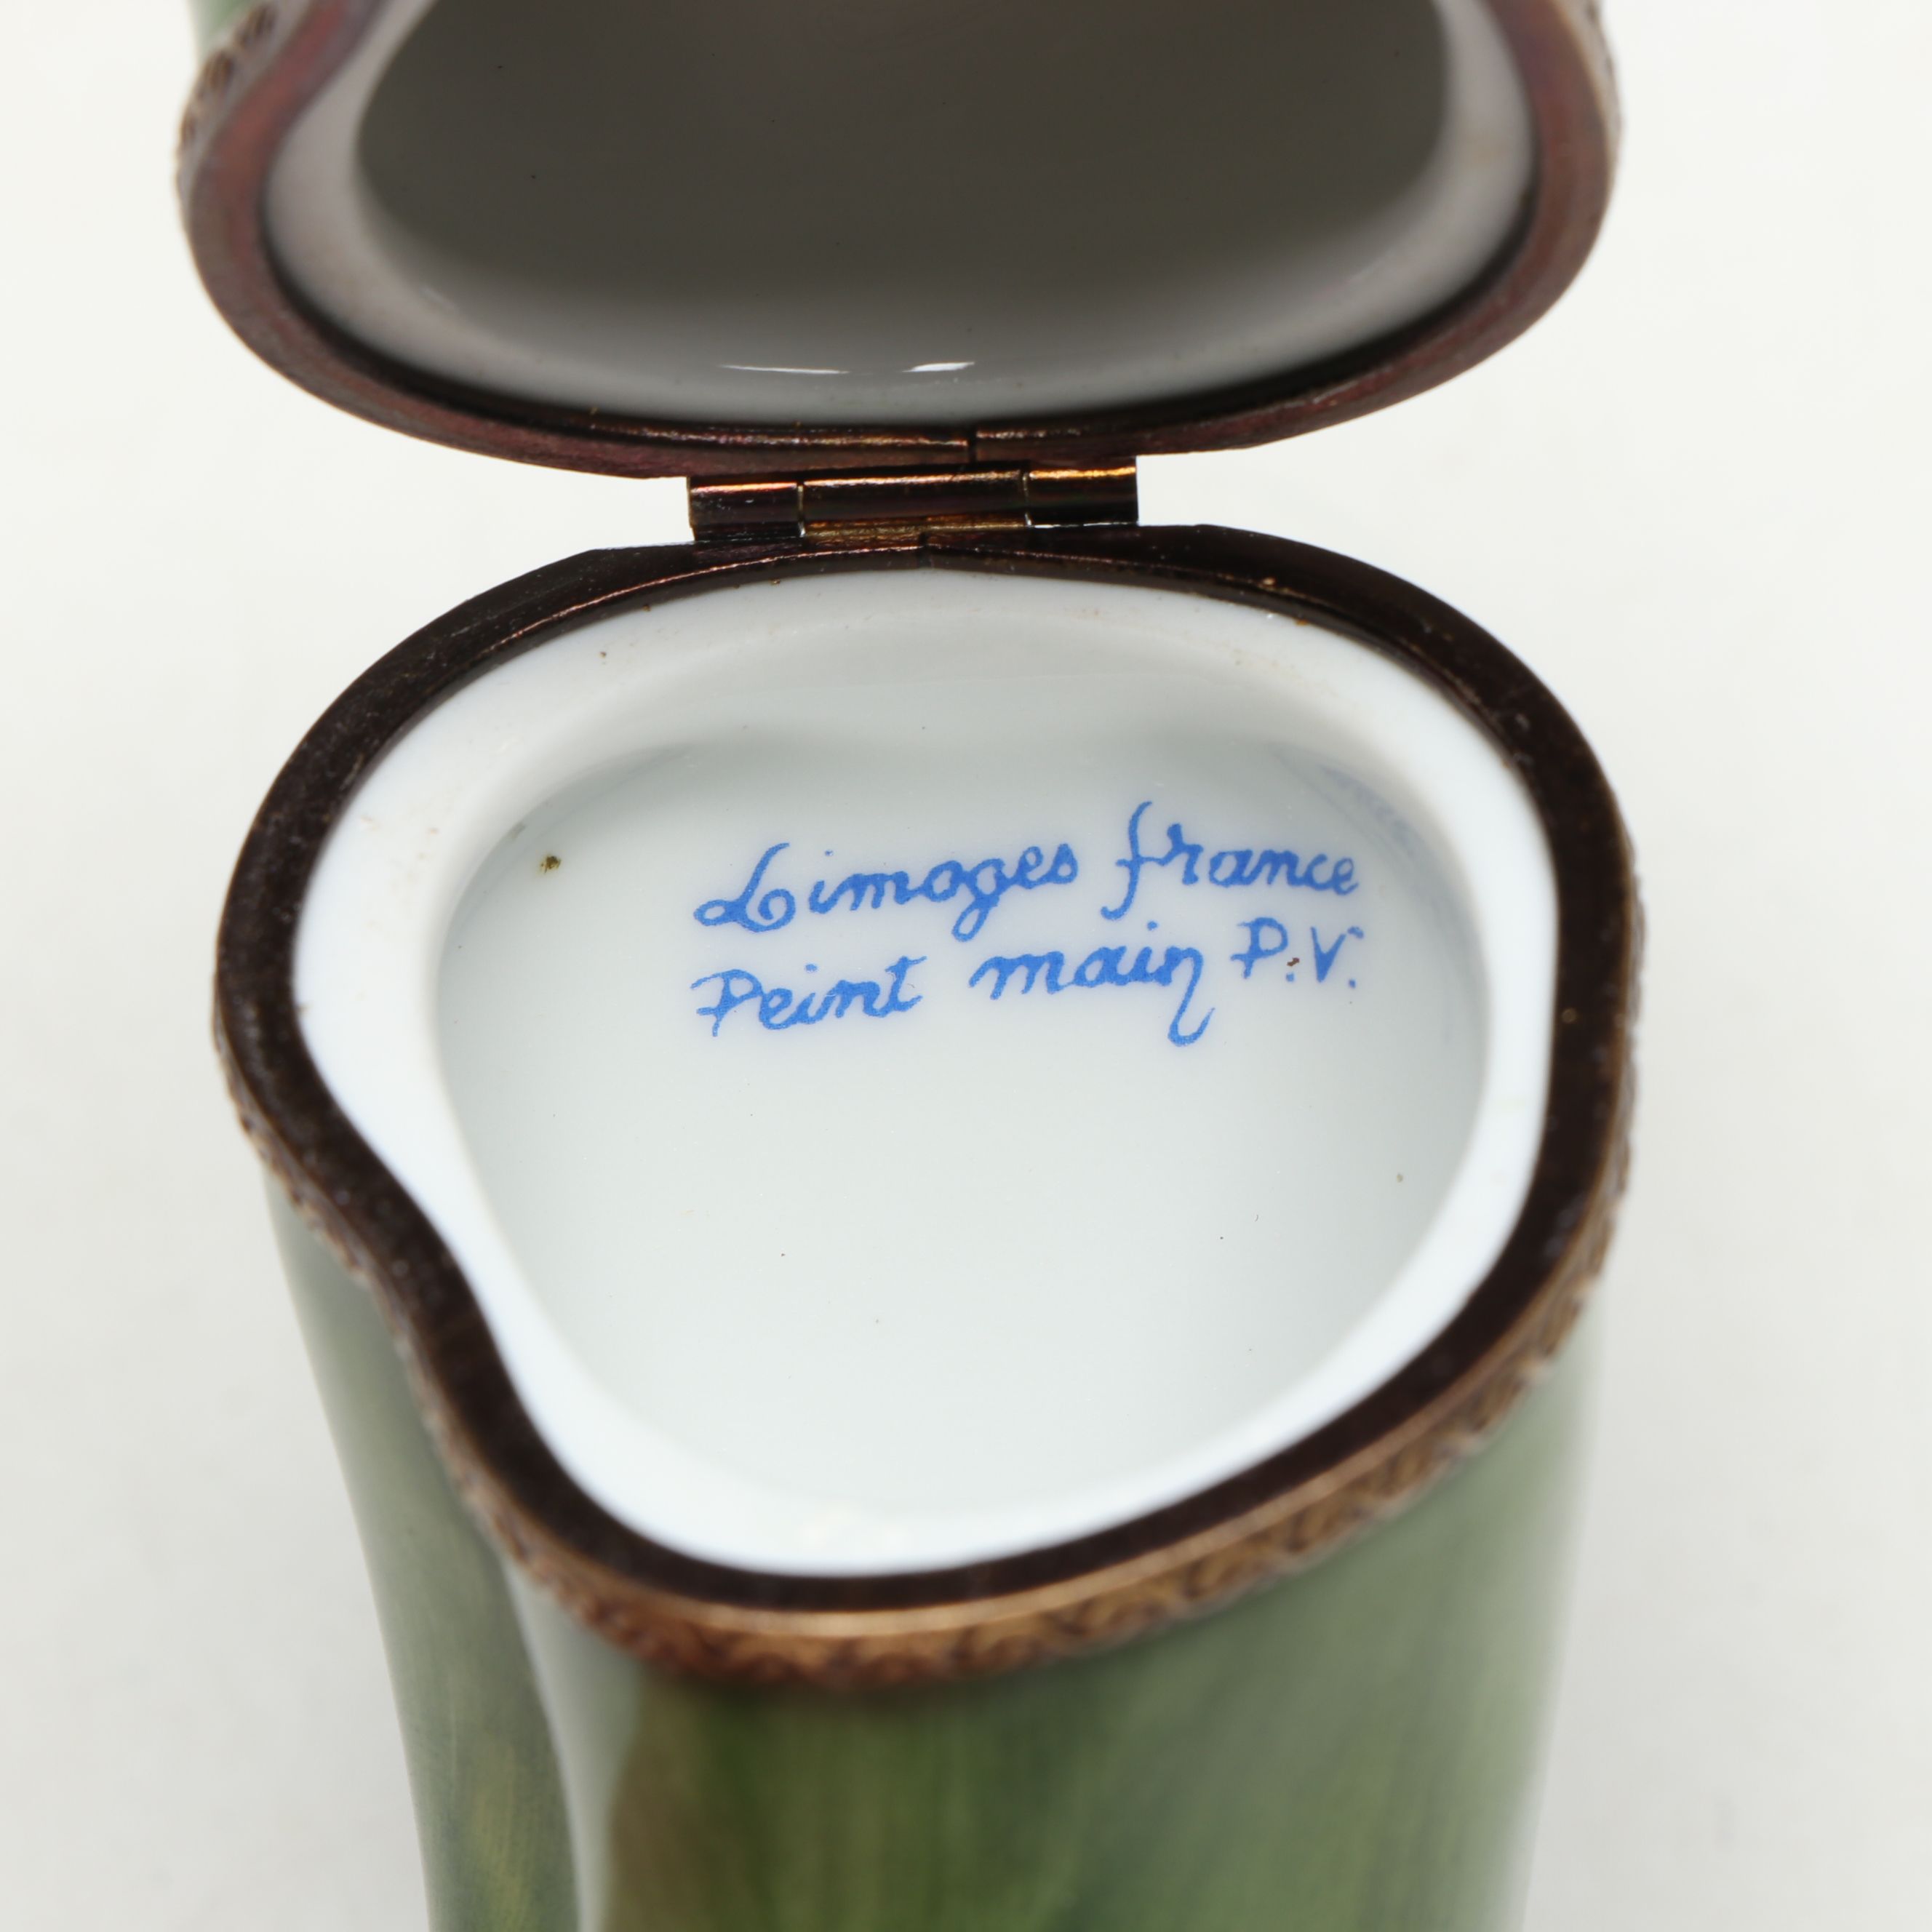 Limoges france
Peint main P.V.